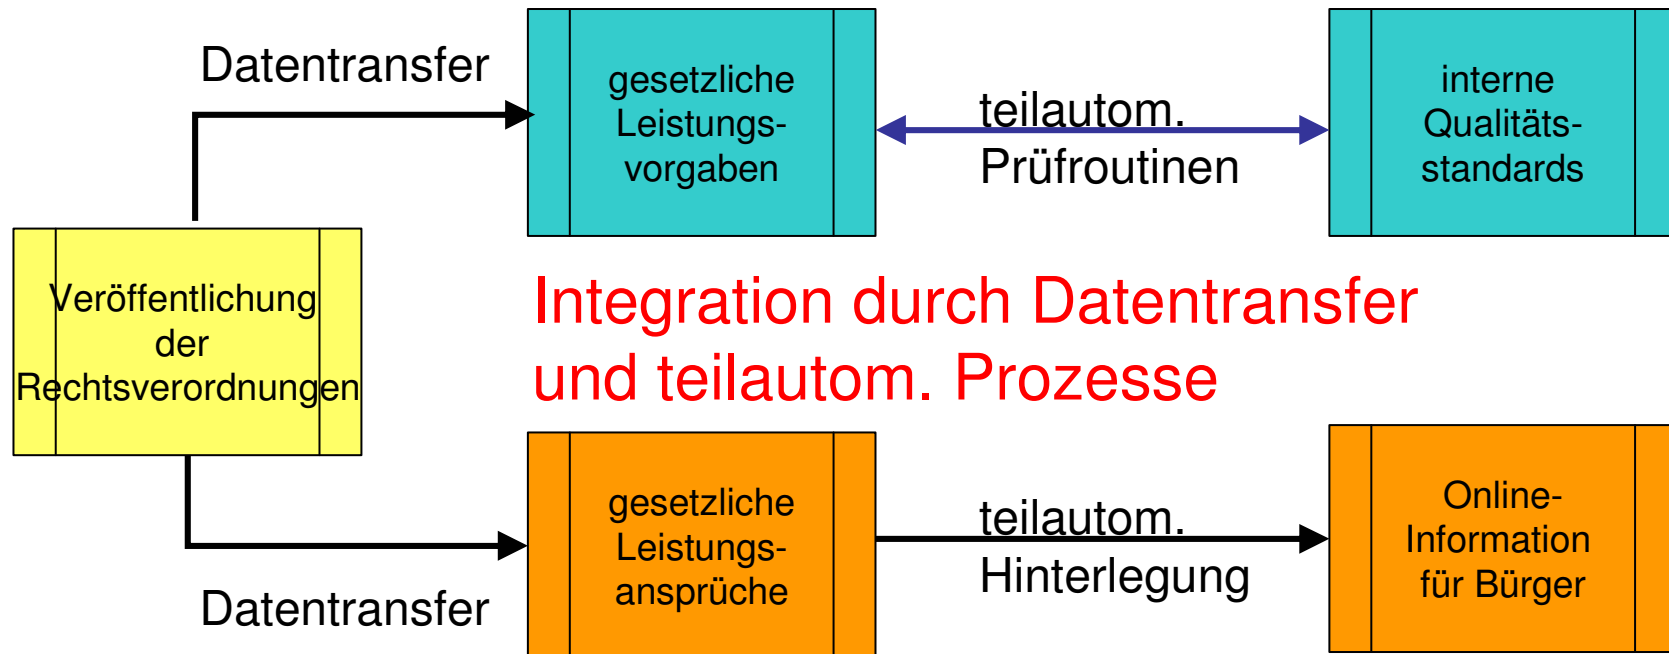 Datentransfer
gesetzliche
Leistungs-
vorgaben
teilautom.
Prüfroutinen
interne
Qualitäts-
standards
Veröffentlichung
der
Rechtsverordnungen
Integration durch Datentransfer
und teilautom. Prozesse
Datentransfer
gesetzliche
Leistungs-
ansprüche
teilautom.
Hinterlegung
Online-
Information
für Bürger